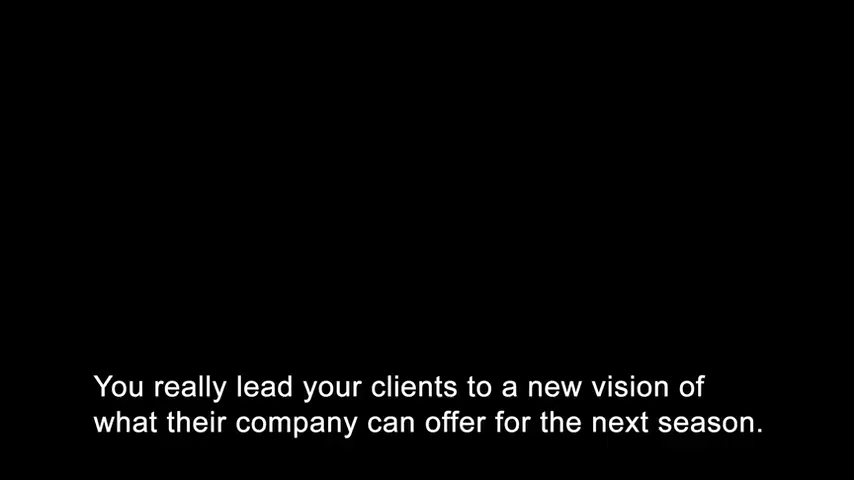 You really lead your clients to a new vision of
what their company can offer for the next season.